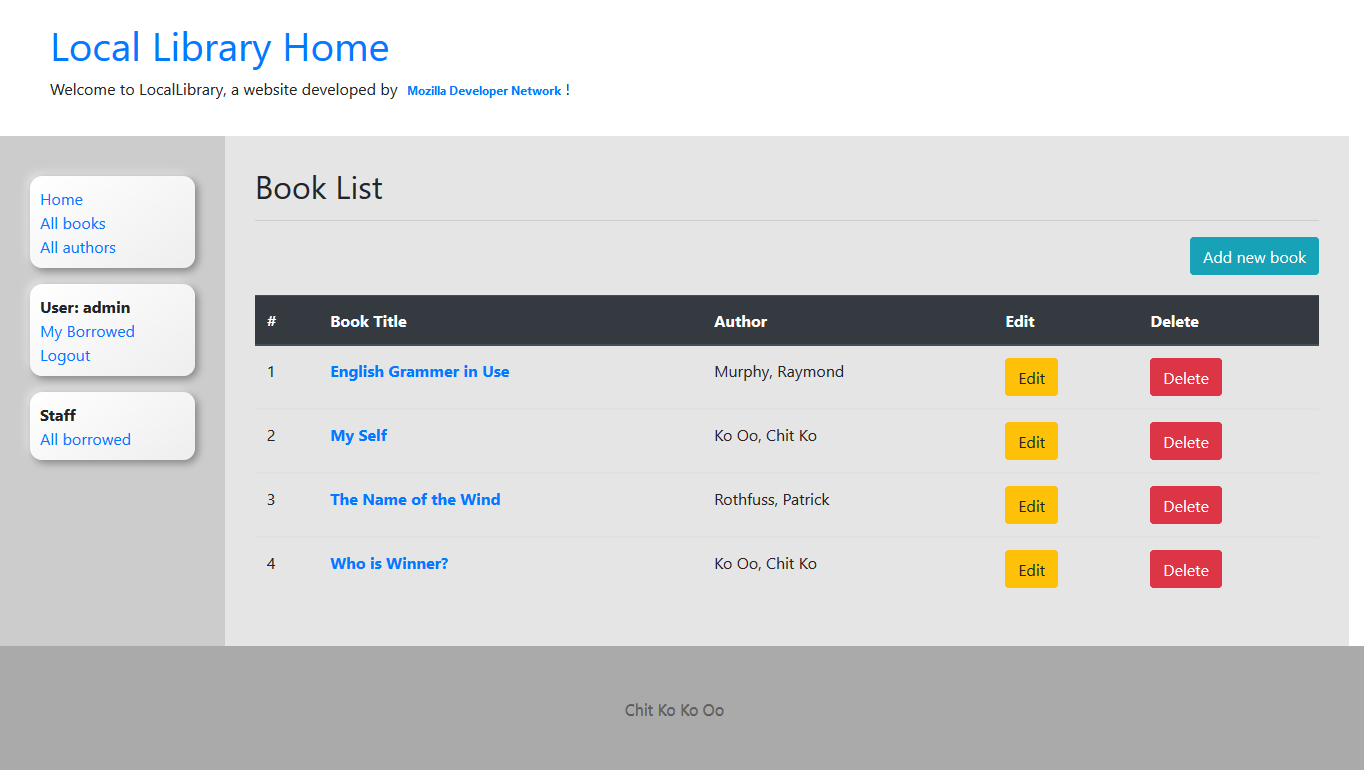 Local Library Home
Welcome to LocalLibrary, a website developed by Mozilla Developer Network !
Home
All books
All authors
User: admin
My Borrowed
Logout
Staff
All borrowed
Book List
Add new book
# Book Title Author Edit Delete
1 English Grammer in Use Murphy, Raymond Edit Delete
2 My Self Ko Oo, Chit Ko Edit Delete
3 The Name of the Wind Rothfuss, Patrick Edit Delete
4 Who is Winner? Ko Oo, Chit Ko Edit Delete
Chit Ko Ko Oo